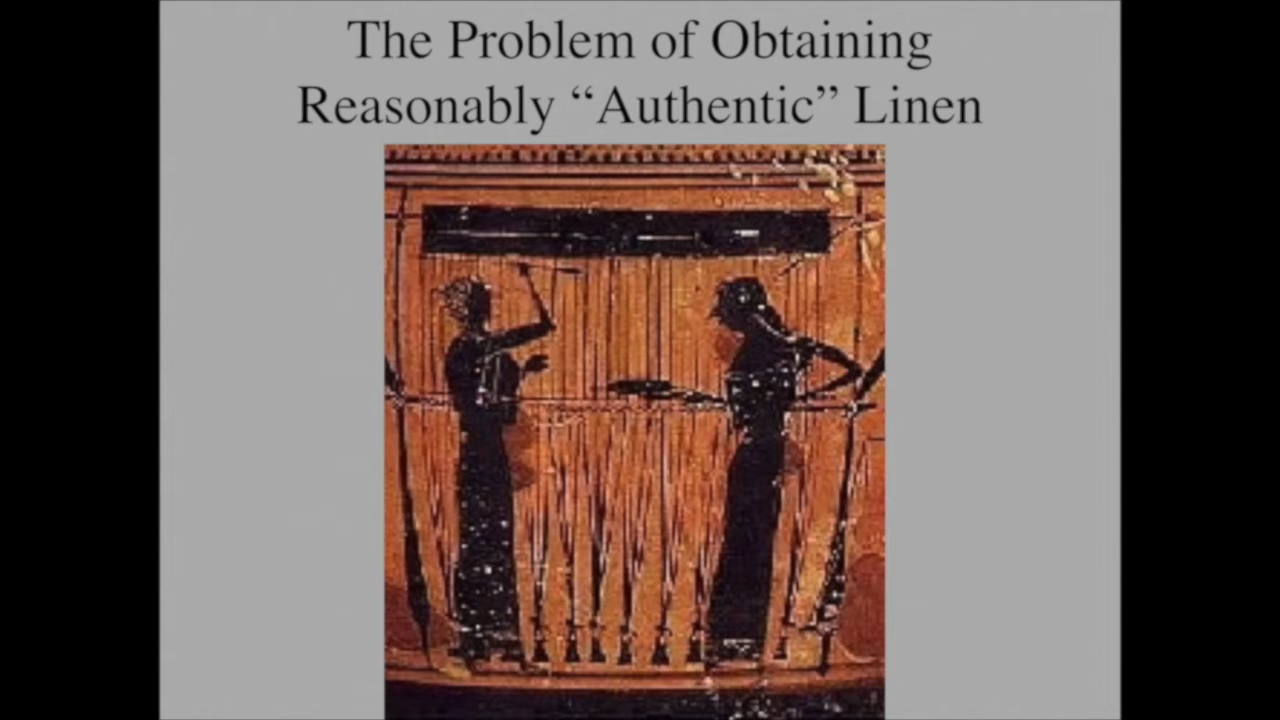 The Problem of Obtaining
Reasonably “Authentic” Linen